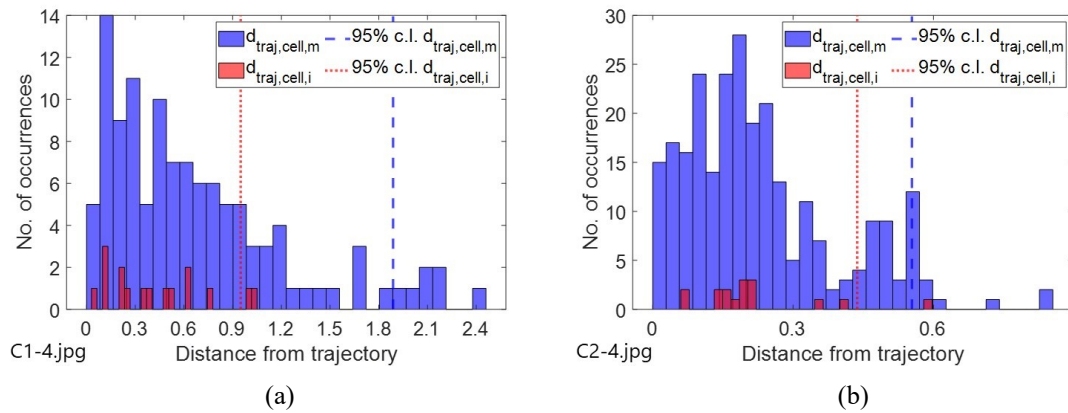 14
12
10
8
6
4
2
0
No. of occurrences
d_traj,cell,m
95% c.l. d_traj,cell,m
d_traj,cell,i
95% c.l. d_traj,cell,i
0 0.3 0.6 0.9 1.2 1.5 1.8 2.1 2.4
C1-4.jpg
Distance from trajectory
(a)
30
25
20
15
10
5
0
No. of occurrences
d_traj,cell,m
95% c.l. d_traj,cell,m
d_traj,cell,i
95% c.l. d_traj,cell,i
0 0.3 0.6
C2-4.jpg
Distance from trajectory
(b)